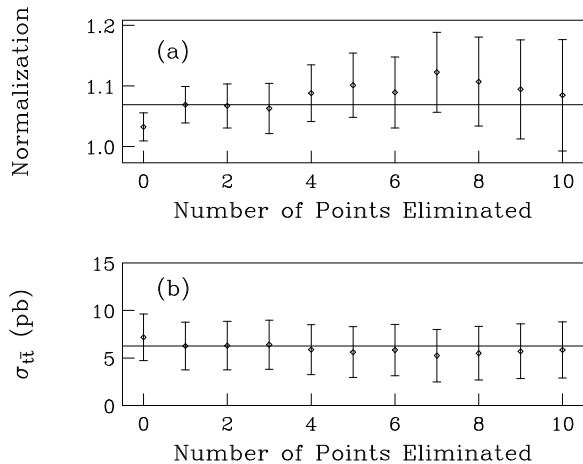 Normalization
1.2
1.1
1.0
(a)
0 2 4 6 8 10
Number of Points Eliminated
σtt̄ (pb)
15
10
5
0
(b)
0 2 4 6 8 10
Number of Points Eliminated